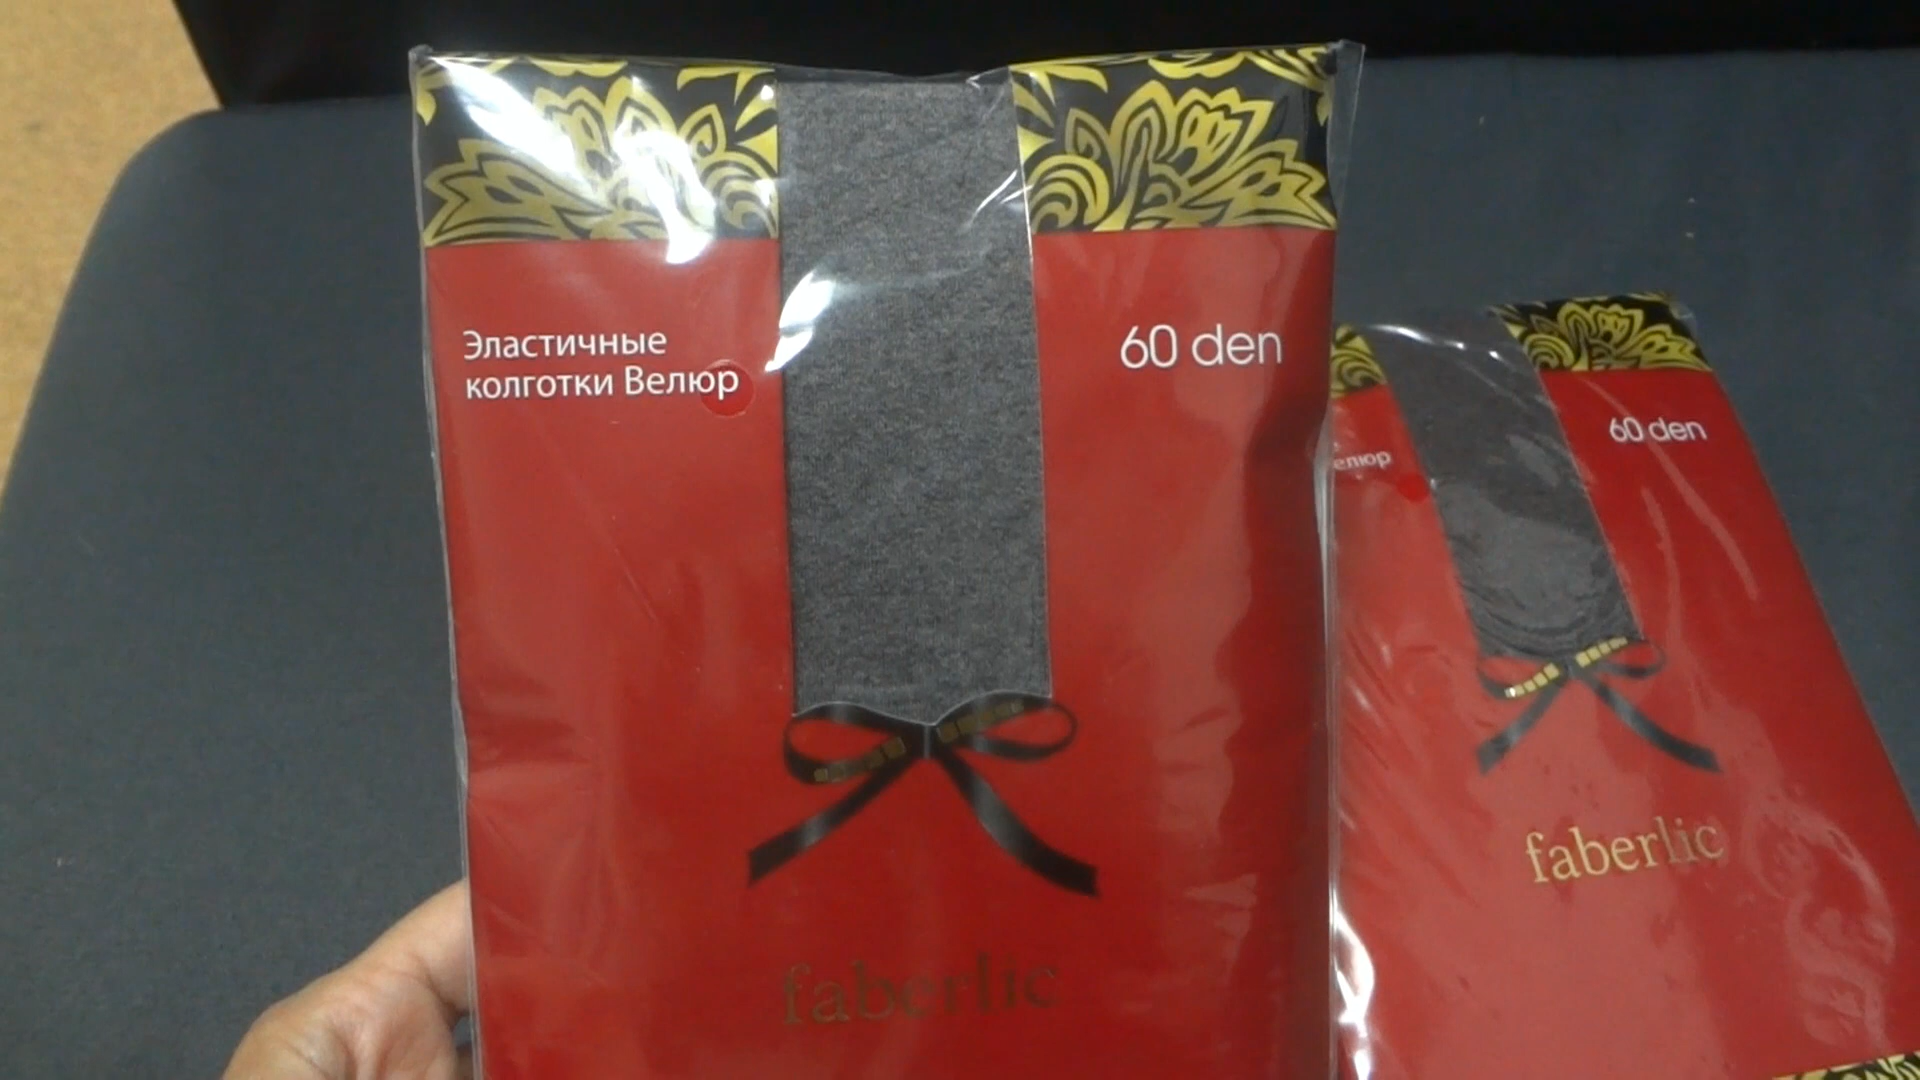 Эластичные
колготки Велюр
60 den
faberlic
елюр
60 den
faberlic